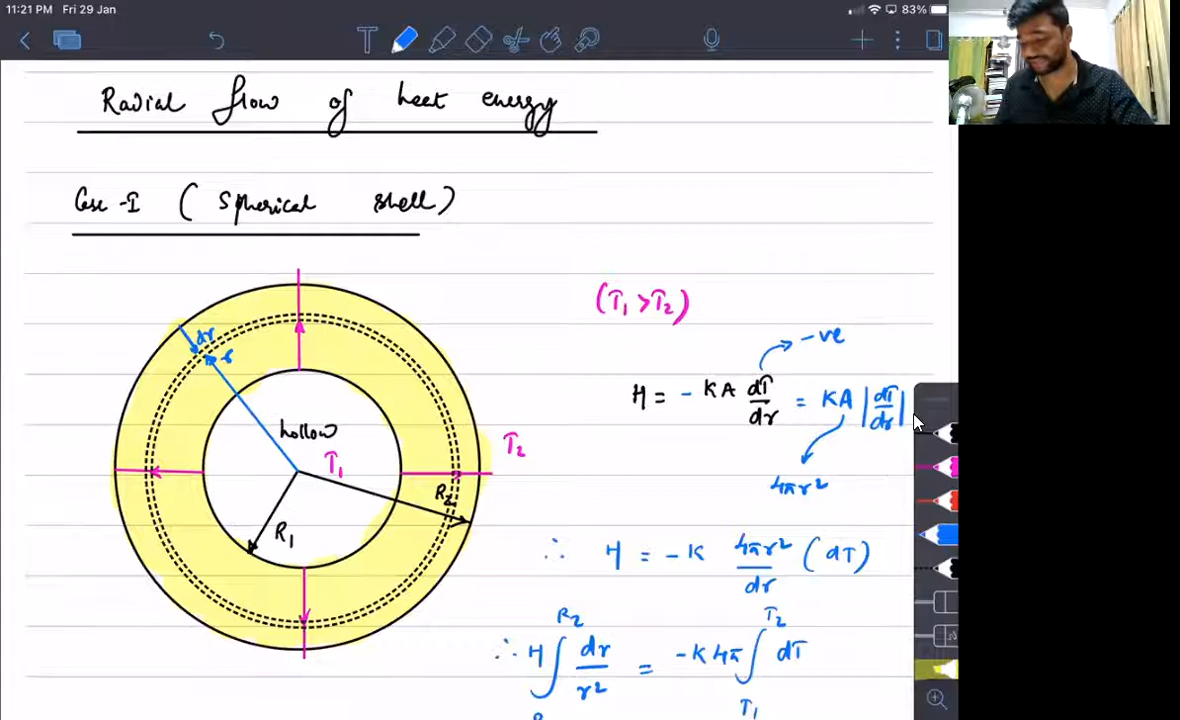 11:21 PM Fri 29 Jan
83%
Radial flow of heat energy
Case-I ( Spherical shell )
(T₁ > T₂)
dr
r
→ -ve
H = - KA dT/dr = KA |dT/dr|
hollow
T₁
T₂
4πr²
R₂
R₁
∴ H = - K 4πr²/dr (dT)
R₂
T₂
∴ H ∫ dr/r² = - K 4π ∫ dT
T₁